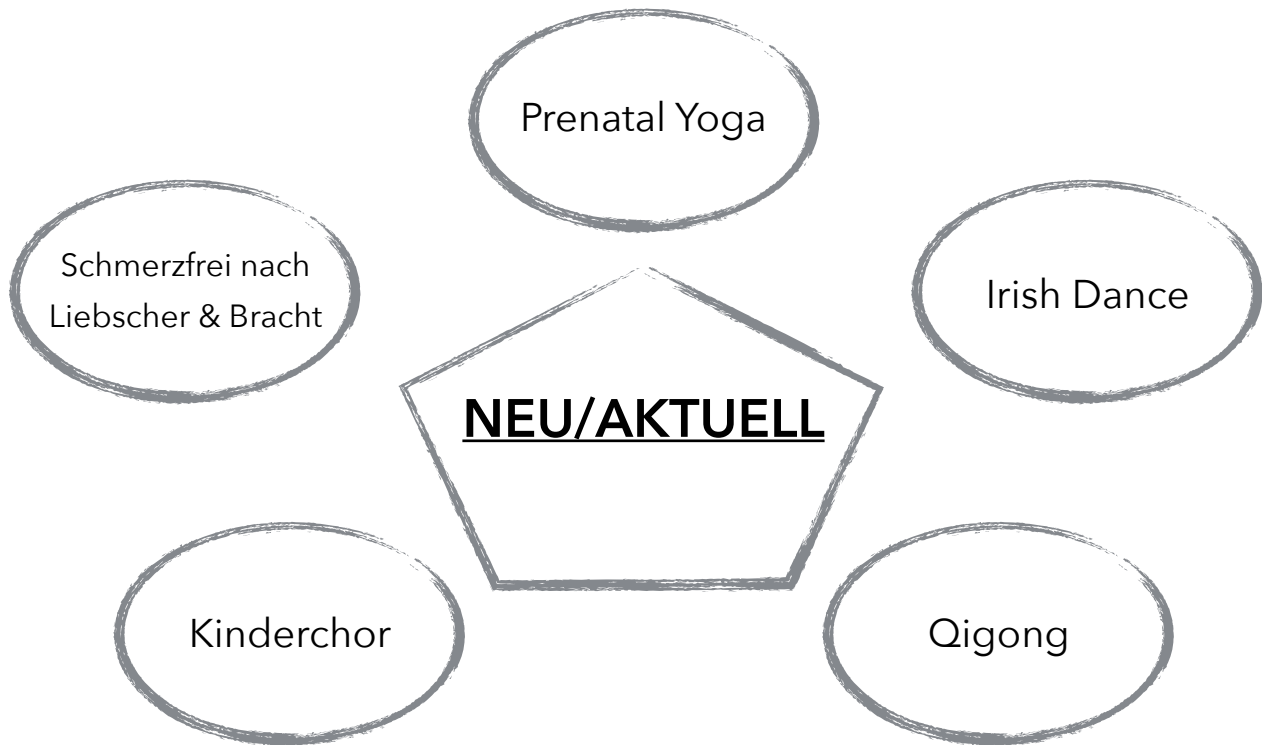 Prenatal Yoga
Schmerzfrei nach
Liebscher & Bracht
Irish Dance
NEU/AKTUELL
Kinderchor
Qigong